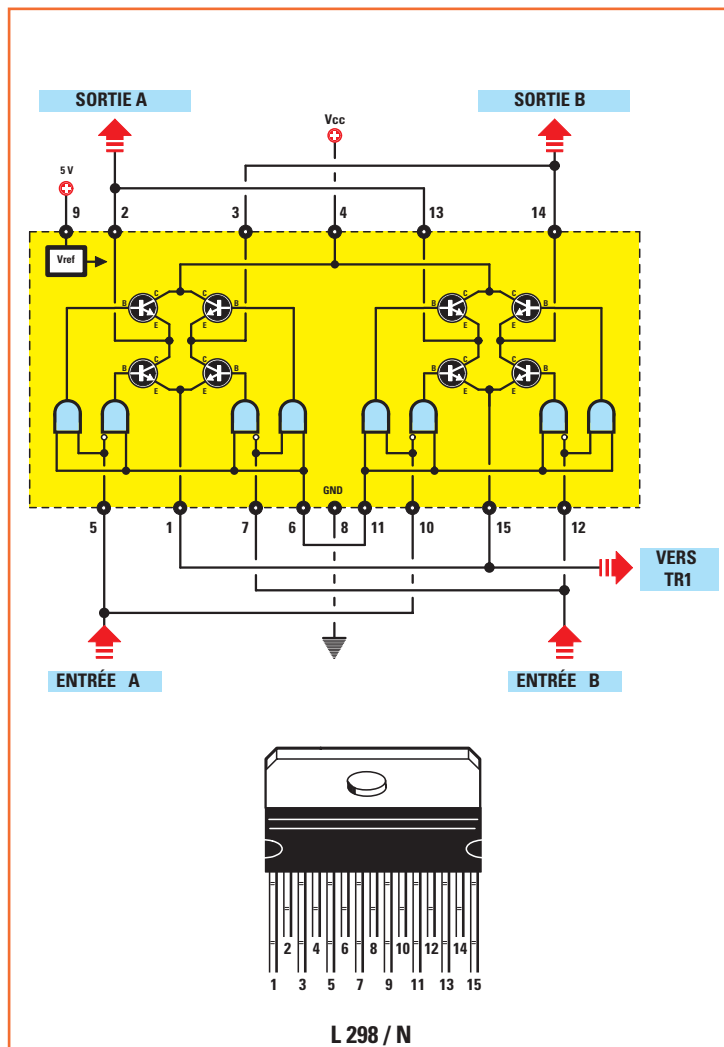 SORTIE A
SORTIE B
Vcc
5 V
9 2 3 4 13 14
Vref
C C C C
B B B B
E E E E
C C C C
B B B B
E E E E
GND
5 1 7 6 8 11 10 15 12
VERS
TR1
ENTRÉE A
ENTRÉE B
2 4 6 8 10 12 14
1 3 5 7 9 11 13 15
L 298 / N